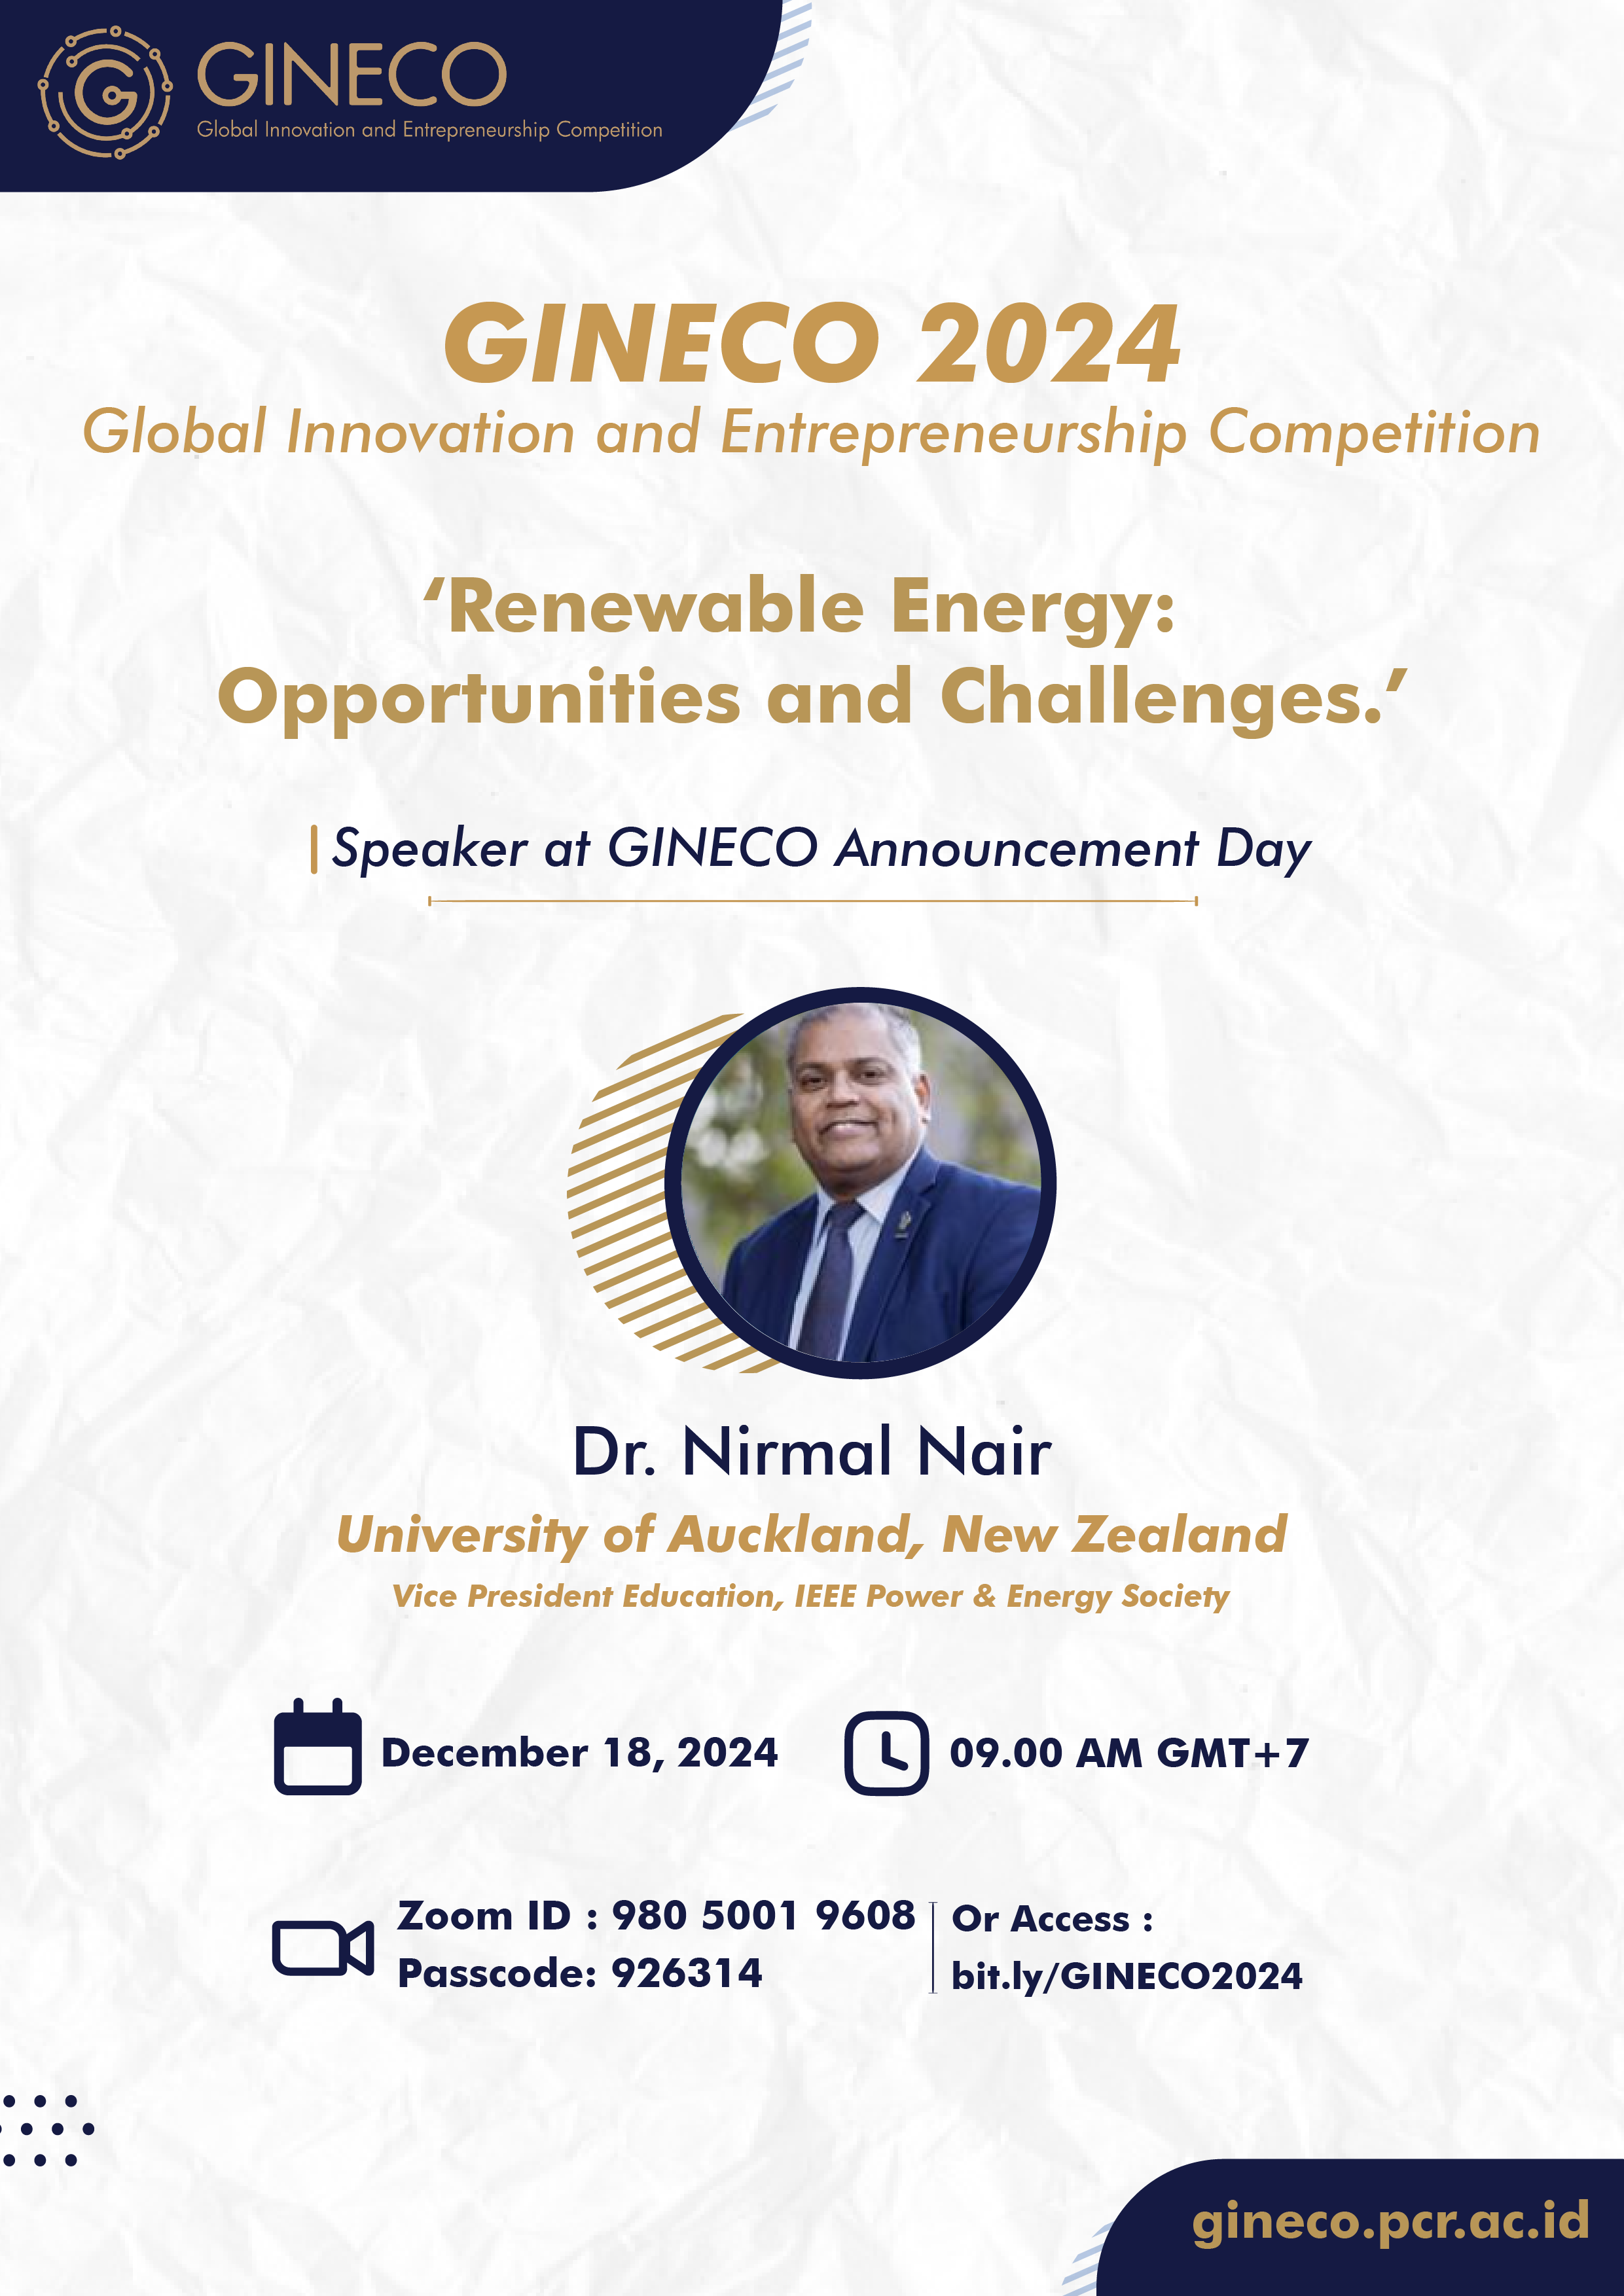 GINECO
Global Innovation and Entrepreneurship Competition
GINECO 2024
Global Innovation and Entrepreneurship Competition
‘Renewable Energy:
Opportunities and Challenges.’
Speaker at GINECO Announcement Day
Dr. Nirmal Nair
University of Auckland, New Zealand
Vice President Education, IEEE Power & Energy Society
December 18, 2024
09.00 AM GMT+7
Zoom ID : 980 5001 9608
Passcode: 926314
Or Access :
bit.ly/GINECO2024
gineco.pcr.ac.id